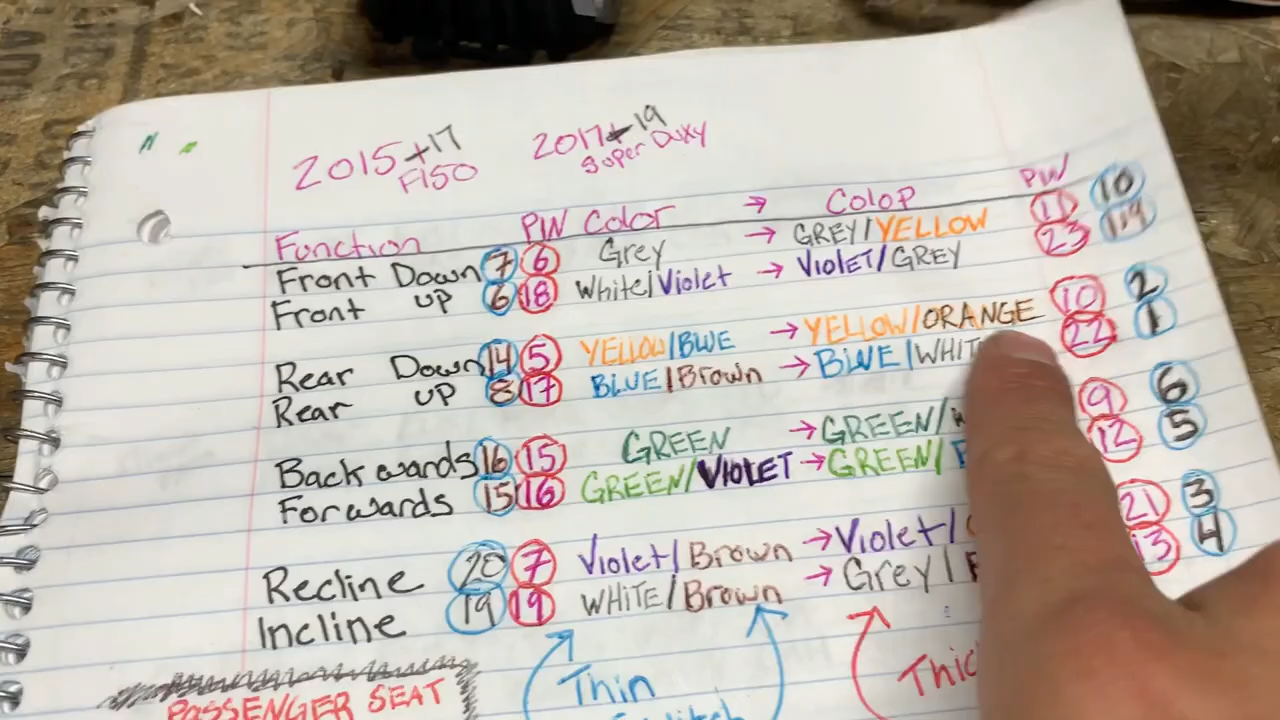 2015+17 2017+19
F150 Super Duty
Function PIN Color → Color PIN 10
Front Down 7 6 Grey → GREY/YELLOW 11
Front UP 6 18 White/Violet → VIOLET/GREY 23
Rear Down 14 5 YELLOW/BLUE → YELLOW/ORANGE 10 2
Rear UP 8 17 BLUE/Brown → BLUE/WHIT 22 1
Backwards 16 15 GREEN → GREEN/ 9 6
Forwards 15 16 GREEN/VIOLET → GREEN/ 12 5
Recline 20 7 Violet/Brown → Violet/ 21 3
Incline 19 19 WHITE/Brown → Grey/ 13 4
PASSENGER SEAT Thin Thic